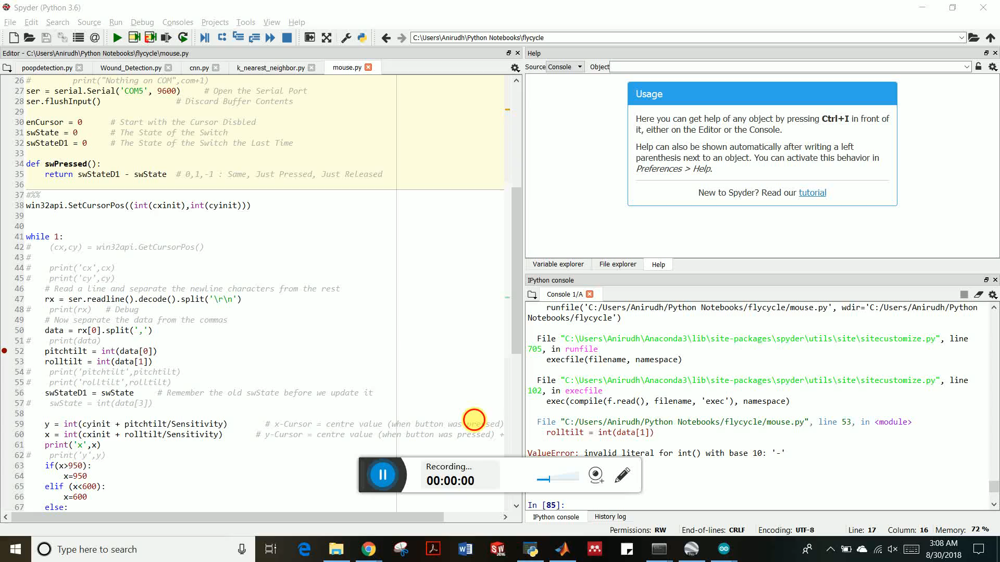 Spyder (Python 3.6)
File Edit Search Source Run Debug Consoles Projects Tools View Help
C:\Users\Anirudh\Python Notebooks\flycycle
Editor - C:\Users\Anirudh\Python Notebooks\flycycle\mouse.py
poopdetection.py Wound_Detection.py cnn.py k_nearest_neighbor.py mouse.py
26 #         print("Nothing on COM",com+1)
27 ser = serial.Serial('COM5', 9600)     # Open the Serial Port
28 ser.flushInput()                # Discard Buffer Contents
29
30 enCursor = 0      # Start with the Cursor Disbled
31 swState = 0       # The State of the Switch
32 swStateD1 = 0     # The State of the Switch the Last Time
33
34 def swPressed():
35     return swStateD1 - swState  # 0,1,-1 : Same, Just Pressed, Just Released
36
37 #%%
38 win32api.SetCursorPos((int(cxinit),int(cyinit)))
39
40
41 while 1:
42 #    (cx,cy) = win32api.GetCursorPos()
43 #
44 #    print('cx',cx)
45 #    print('cy',cy)
46     # Read a line and separate the newline characters from the rest
47     rx = ser.readline().decode().split('\r\n')
48 #    print(rx)   # Debug
49     # Now separate the data from the commas
50     data = rx[0].split(',')
51 #    print(data)
52     pitchtilt = int(data[0])
53     rolltilt = int(data[1])
54 #    print('pitchtilt',pitchtilt)
55 #    print('rolltilt',rolltilt)
56     swStateD1 = swState     # Remember the old swState before we update it
57 #    swState = int(data[3])
58
59     y = int(cyinit + pitchtilt/Sensitivity)        # x-Cursor = centre value (when button was pressed)
60     x = int(cxinit + rolltilt/Sensitivity)       # y-Cursor = centre value (when button was pressed) +
61     print('x',x)
62 #    print('y',y)
63     if(x>950):
64         x=950
65     elif (x<600):
66         x=600
67     else:
Help
Source Console Object
Usage
Here you can get help of any object by pressing Ctrl+I in front of
it, either on the Editor or the Console.
Help can also be shown automatically after writing a left
parenthesis next to an object. You can activate this behavior in
Preferences > Help.
New to Spyder? Read our tutorial
Variable explorer File explorer Help
IPython console
Console 1/A
runfile('C:/Users/Anirudh/Python Notebooks/flycycle/mouse.py', wdir='C:/Users/Anirudh/Python
Notebooks/flycycle')
File "C:\Users\Anirudh\Anaconda3\lib\site-packages\spyder\utils\site\sitecustomize.py", line
705, in runfile
execfile(filename, namespace)
File "C:\Users\Anirudh\Anaconda3\lib\site-packages\spyder\utils\site\sitecustomize.py", line
102, in execfile
exec(compile(f.read(), filename, 'exec'), namespace)
File "C:/Users/Anirudh/Python Notebooks/flycycle/mouse.py", line 53, in <module>
rolltilt = int(data[1])
ValueError: invalid literal for int() with base 10: '-'
In [85]:
IPython console History log
Recording...
00:00:00
Permissions: RW End-of-lines: CRLF Encoding: UTF-8 Line: 17 Column: 16 Memory: 72 %
Type here to search
SW
2016
Pro
3:08 AM
8/30/2018